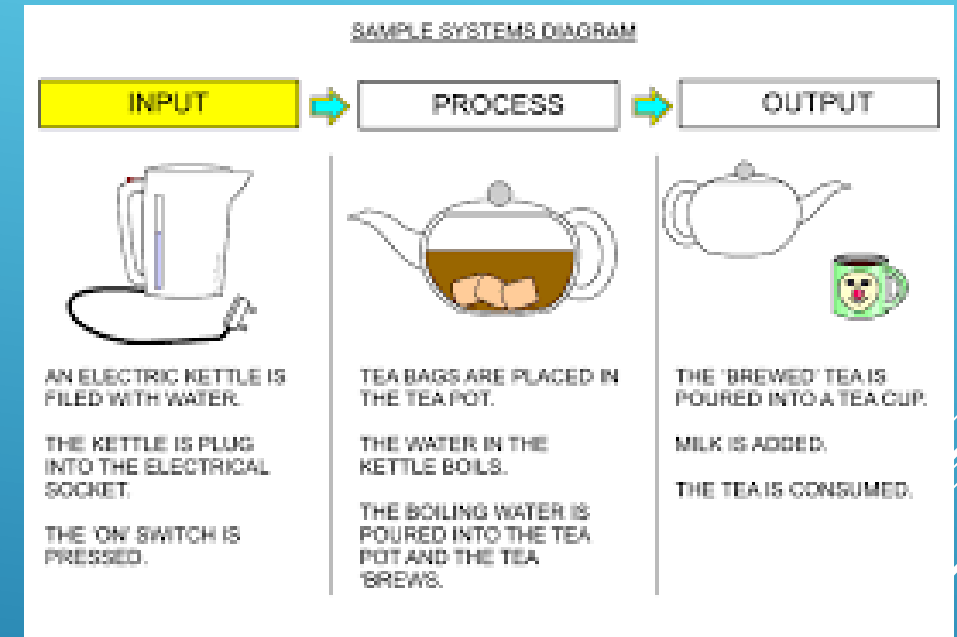 SAMPLE SYSTEMS DIAGRAM
INPUT
PROCESS
OUTPUT
AN ELECTRIC KETTLE IS
FILED WITH WATER.
THE KETTLE IS PLUG
INTO THE ELECTRICAL
SOCKET.
THE 'ON' SWITCH IS
PRESSED.
TEA BAGS ARE PLACED IN
THE TEA POT.
THE WATER IN THE
KETTLE BOILS.
THE BOILING WATER IS
POURED INTO THE TEA
POT AND THE TEA
'BREWS.
THE 'BREWED' TEA IS
POURED INTO A TEA CUP.
MILK IS ADDED.
THE TEA IS CONSUMED.